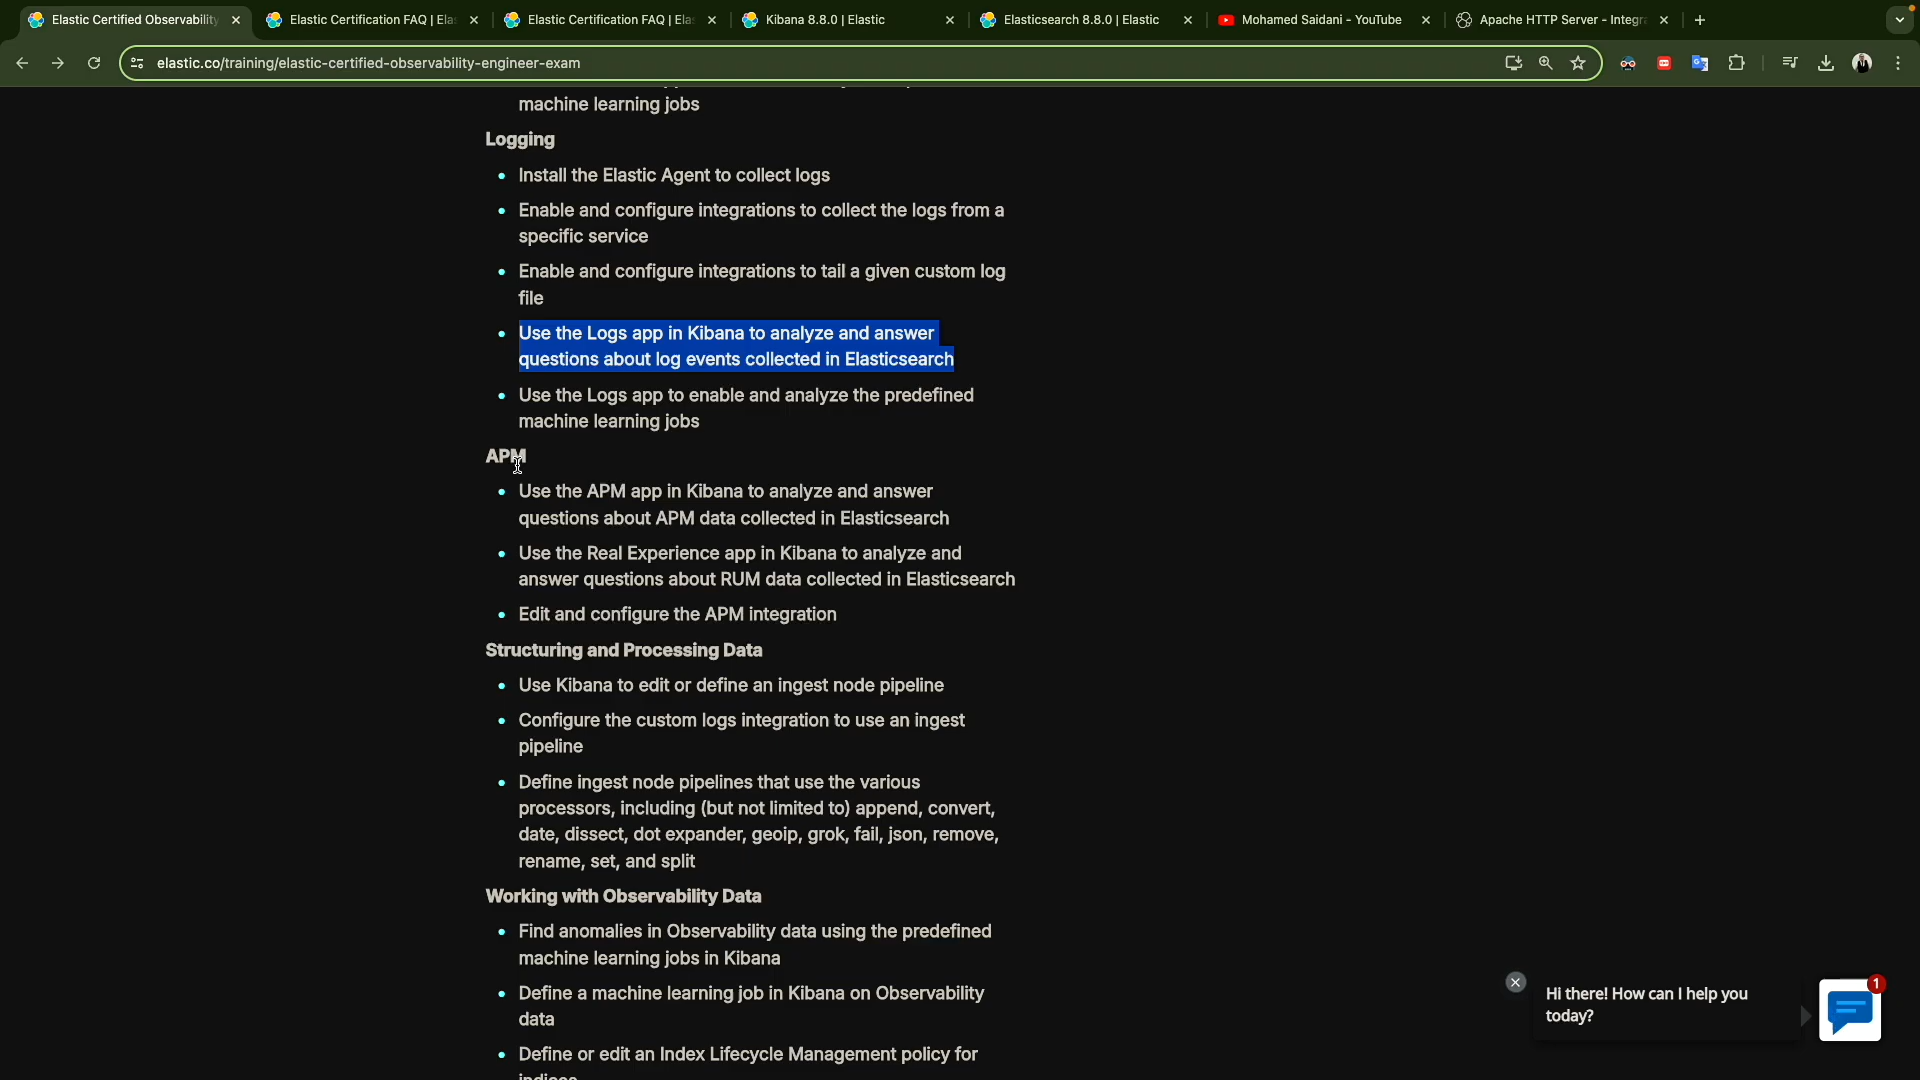 Elastic Certified Observability
Elastic Certification FAQ | Ela
Elastic Certification FAQ | Ela
Kibana 8.8.0 | Elastic
Elasticsearch 8.8.0 | Elastic
Mohamed Saidani - YouTube
Apache HTTP Server - Integra
elastic.co/training/elastic-certified-observability-engineer-exam
machine learning jobs
Logging
Install the Elastic Agent to collect logs
Enable and configure integrations to collect the logs from a
specific service
Enable and configure integrations to tail a given custom log
file
Use the Logs app in Kibana to analyze and answer
questions about log events collected in Elasticsearch
Use the Logs app to enable and analyze the predefined
machine learning jobs
APM
Use the APM app in Kibana to analyze and answer
questions about APM data collected in Elasticsearch
Use the Real Experience app in Kibana to analyze and
answer questions about RUM data collected in Elasticsearch
Edit and configure the APM integration
Structuring and Processing Data
Use Kibana to edit or define an ingest node pipeline
Configure the custom logs integration to use an ingest
pipeline
Define ingest node pipelines that use the various
processors, including (but not limited to) append, convert,
date, dissect, dot expander, geoip, grok, fail, json, remove,
rename, set, and split
Working with Observability Data
Find anomalies in Observability data using the predefined
machine learning jobs in Kibana
Define a machine learning job in Kibana on Observability
data
Define or edit an Index Lifecycle Management policy for
indices
Hi there! How can I help you
today?
1